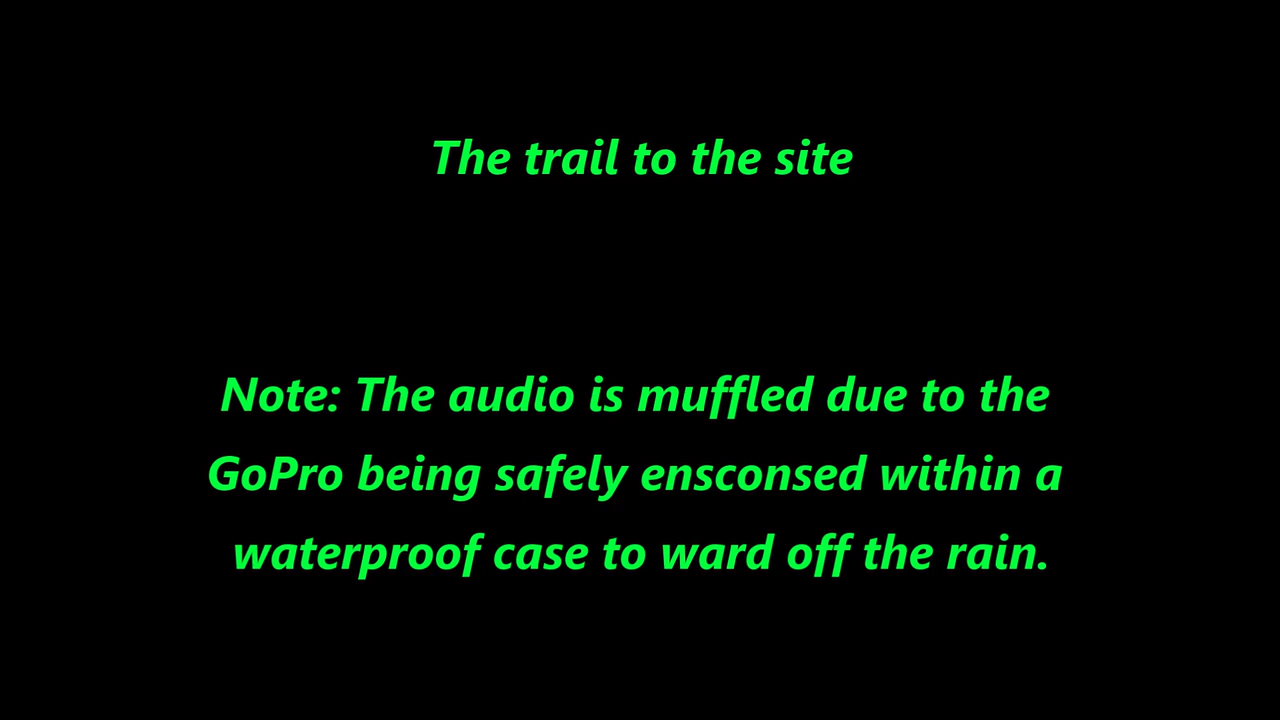 The trail to the site
Note: The audio is muffled due to the
GoPro being safely ensconsed within a
waterproof case to ward off the rain.